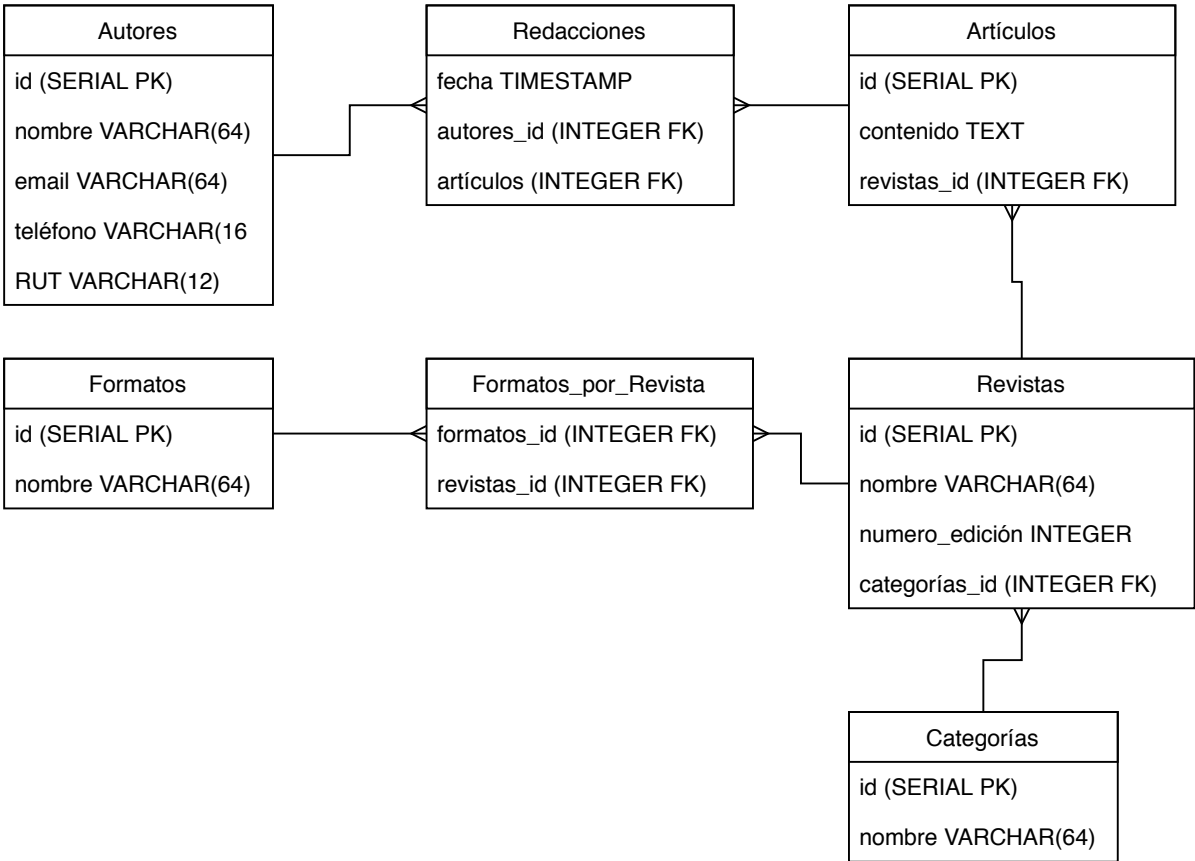 Autores
id (SERIAL PK)
nombre VARCHAR(64)
email VARCHAR(64)
teléfono VARCHAR(16
RUT VARCHAR(12)
Redacciones
fecha TIMESTAMP
autores_id (INTEGER FK)
artículos (INTEGER FK)
Artículos
id (SERIAL PK)
contenido TEXT
revistas_id (INTEGER FK)
Formatos
id (SERIAL PK)
nombre VARCHAR(64)
Formatos_por_Revista
formatos_id (INTEGER FK)
revistas_id (INTEGER FK)
Revistas
id (SERIAL PK)
nombre VARCHAR(64)
numero_edición INTEGER
categorías_id (INTEGER FK)
Categorías
id (SERIAL PK)
nombre VARCHAR(64)